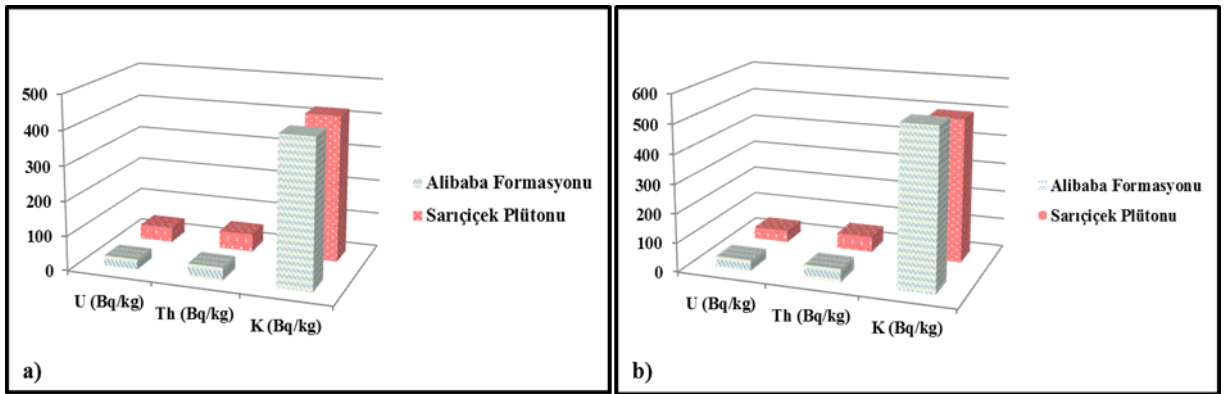 500
400
300
200
100
0
U (Bq/kg)
Th (Bq/kg)
K (Bq/kg)
Alibaba Formasyonu
Sarıçiçek Plütonu
a)
600
500
400
300
200
100
0
U (Bq/kg)
Th (Bq/kg)
K (Bq/kg)
Alibaba Formasyonu
Sarıçiçek Plütonu
b)